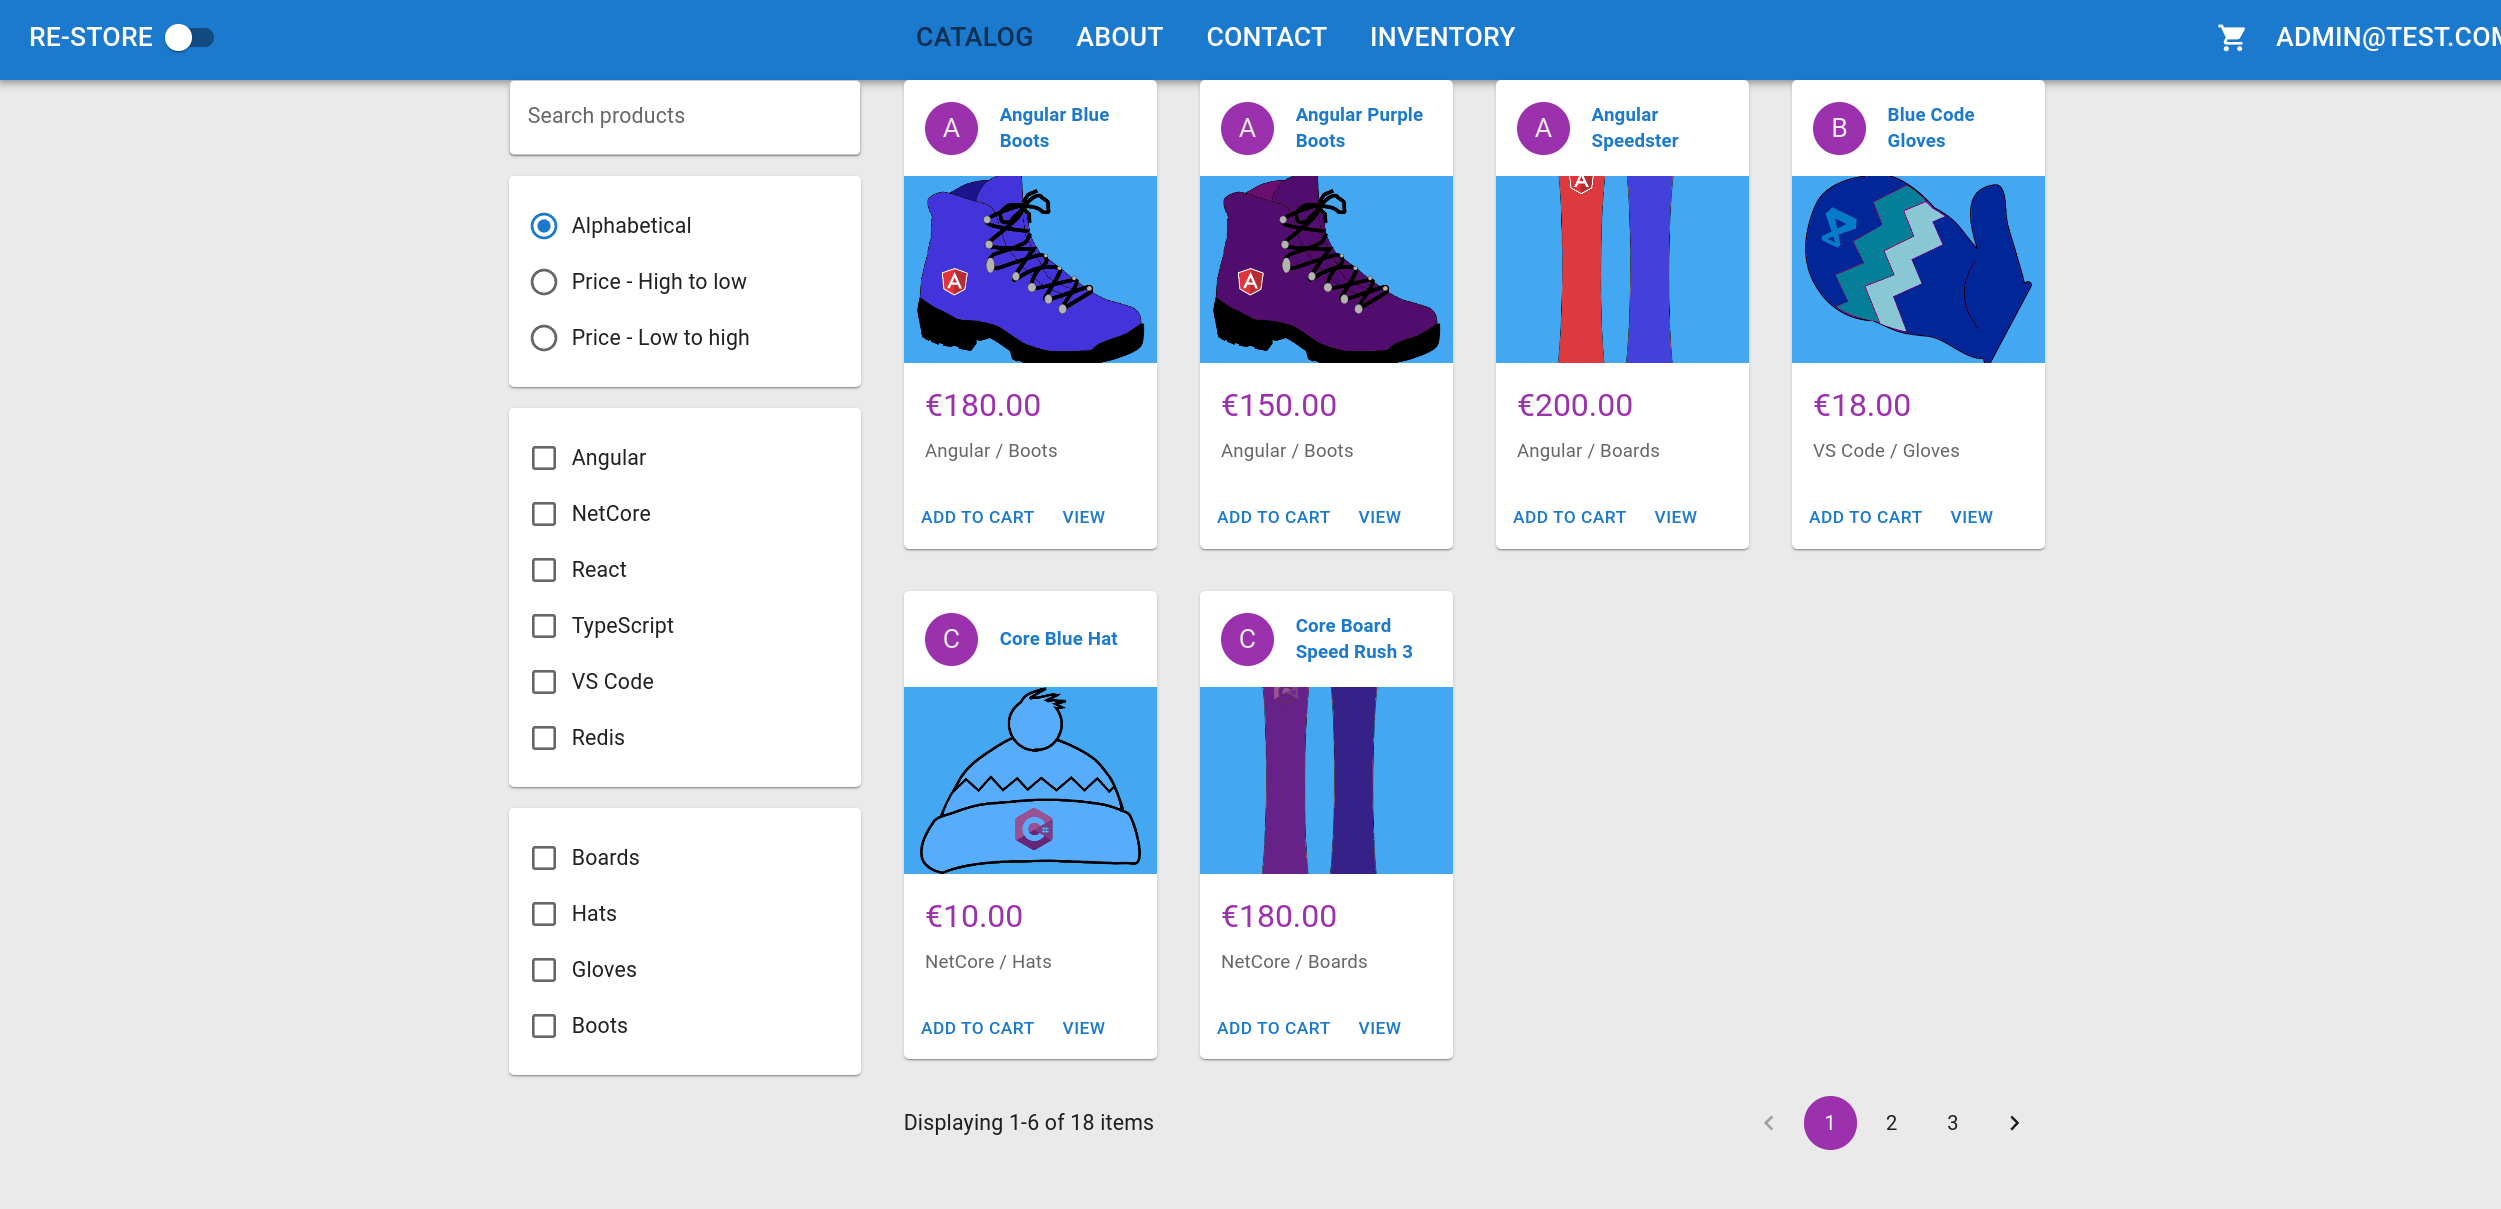 RE-STORE
CATALOG
ABOUT
CONTACT
INVENTORY
ADMIN@TEST.COM
Search products
Alphabetical
Price - High to low
Price - Low to high
Angular
NetCore
React
TypeScript
VS Code
Redis
Boards
Hats
Gloves
Boots
A
Angular Blue
Boots
A
€180.00
Angular / Boots
ADD TO CART
VIEW
A
Angular Purple
Boots
A
€150.00
Angular / Boots
ADD TO CART
VIEW
A
Angular
Speedster
A
€200.00
Angular / Boards
ADD TO CART
VIEW
B
Blue Code
Gloves
€18.00
VS Code / Gloves
ADD TO CART
VIEW
C
Core Blue Hat
C#
€10.00
NetCore / Hats
ADD TO CART
VIEW
C
Core Board
Speed Rush 3
€180.00
NetCore / Boards
ADD TO CART
VIEW
Displaying 1-6 of 18 items
1
2
3